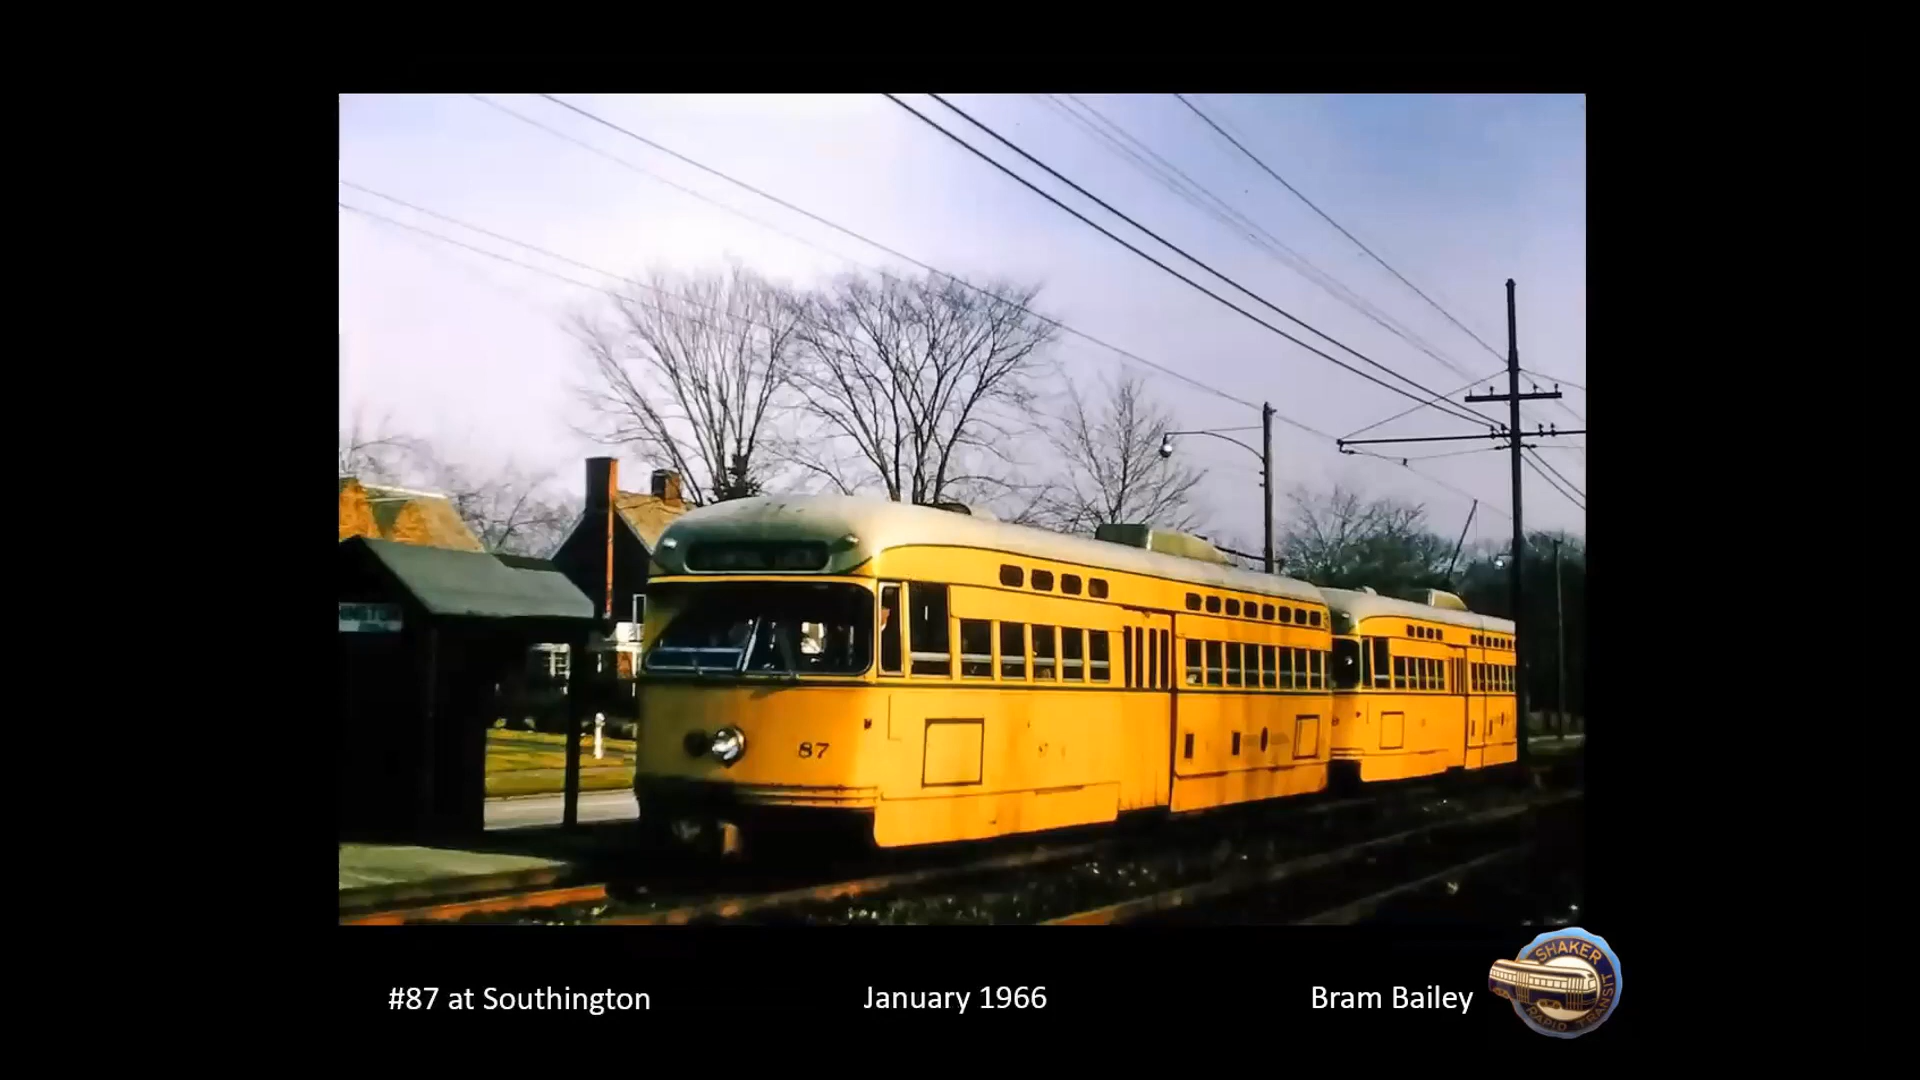 87
#87 at Southington
January 1966
Bram Bailey
SHAKER
RAPID TRANSIT